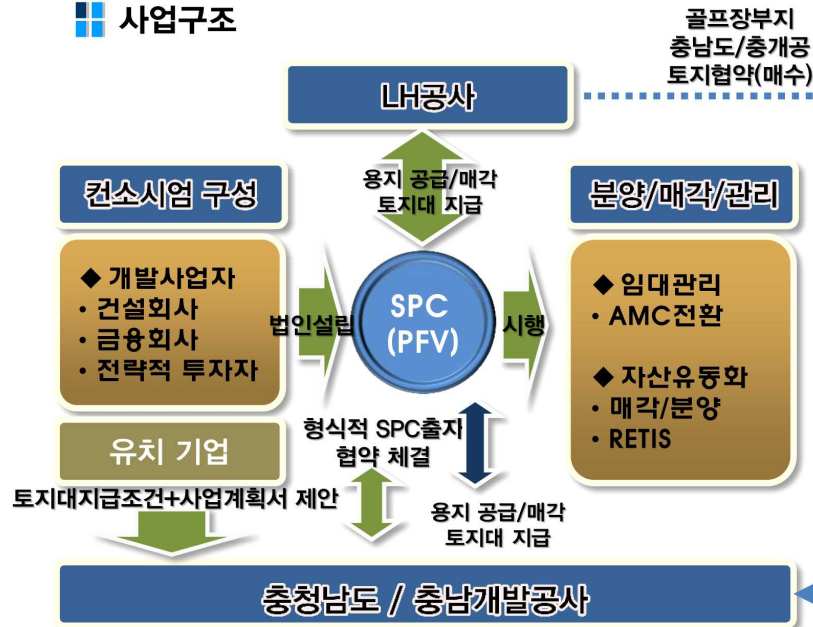 사업구조
골프장부지
충남도/충개공
토지협약(매수)
LH공사
용지 공급/매각
토지대 지급
컨소시엄 구성
◆ 개발사업자
• 건설회사
• 금융회사
• 전략적 투자자
법인설립
SPC
(PFV)
시행
분양/매각/관리
◆ 임대관리
• AMC전환
◆ 자산유동화
• 매각/분양
• RETIS
유치 기업
형식적 SPC출자
협약 체결
토지대지급조건+사업계획서 제안
용지 공급/매각
토지대 지급
충청남도 / 충남개발공사